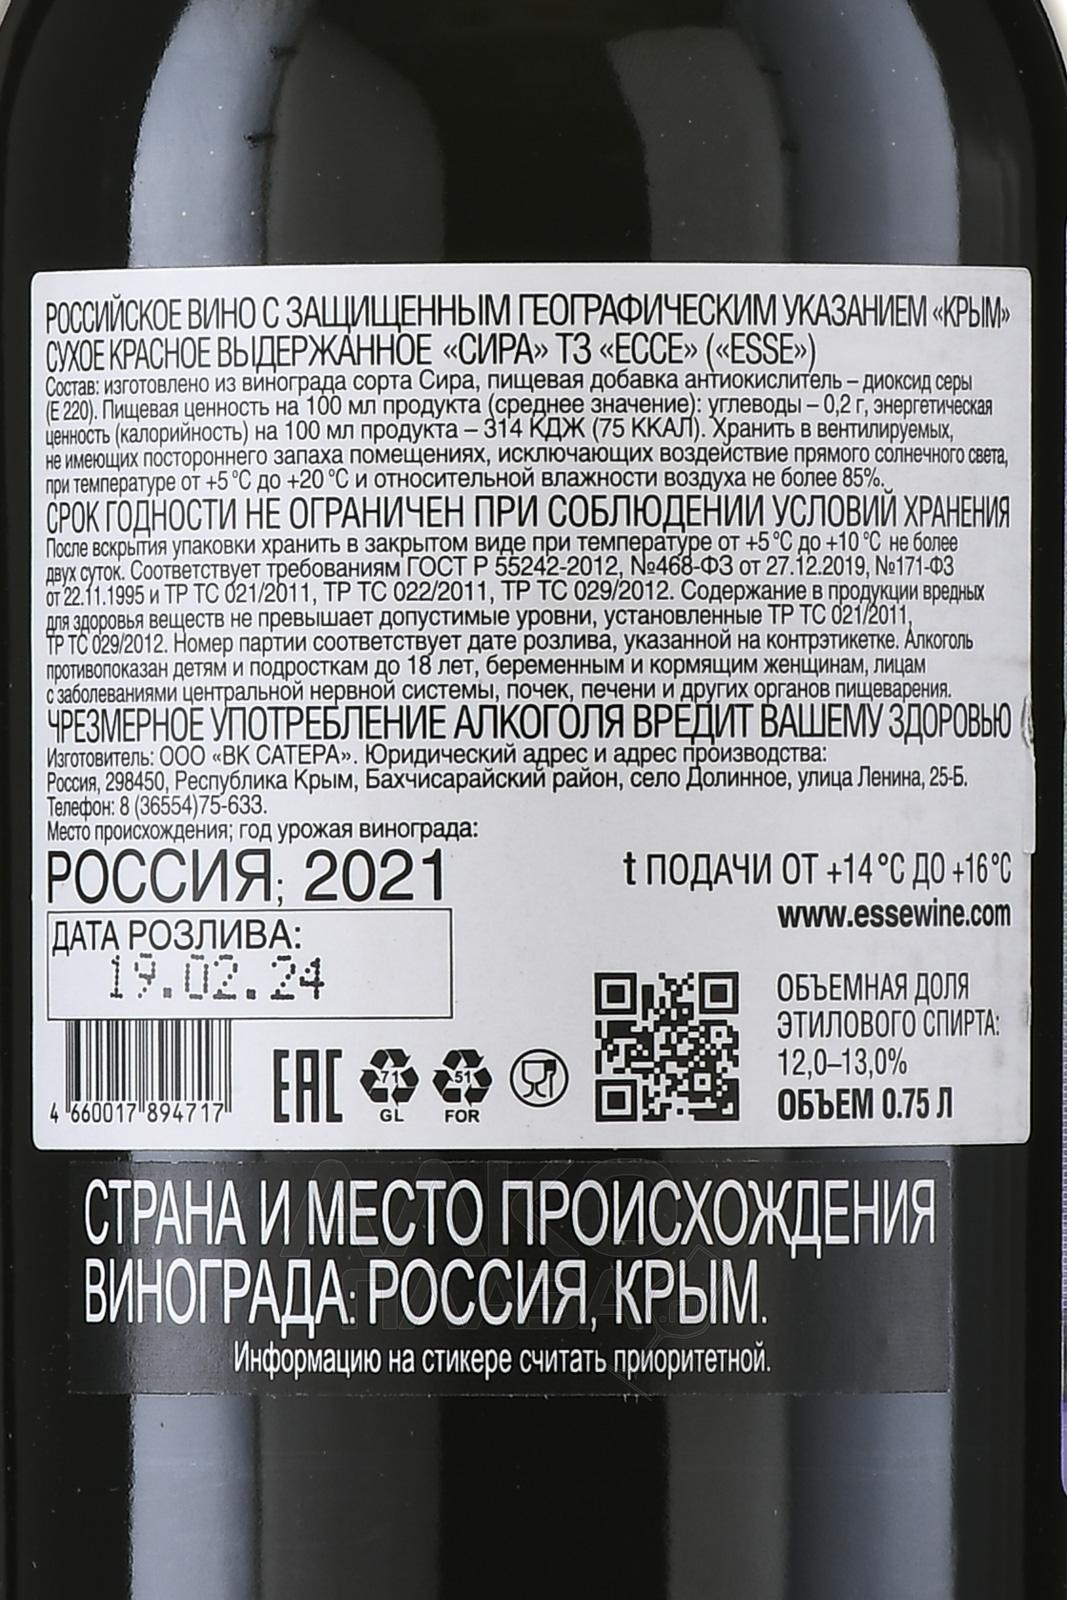 РОССИЙСКОЕ ВИНО С ЗАЩИЩЕННЫМ ГЕОГРАФИЧЕСКИМ УКАЗАНИЕМ «КРЫМ»
СУХОЕ КРАСНОЕ ВЫДЕРЖАННОЕ «СИРА» ТЗ «ЕССЕ» («ESSE»)
Состав: изготовлено из винограда сорта Сира, пищевая добавка антиокислитель – диоксид серы
(Е 220). Пищевая ценность на 100 мл продукта (среднее значение): углеводы – 0,2 г, энергетическая
ценность (калорийность) на 100 мл продукта – 314 КДЖ (75 ККАЛ). Хранить в вентилируемых,
не имеющих постороннего запаха помещениях, исключающих воздействие прямого солнечного света,
при температуре от +5 °С до +20 °С и относительной влажности воздуха не более 85%.
СРОК ГОДНОСТИ НЕ ОГРАНИЧЕН ПРИ СОБЛЮДЕНИИ УСЛОВИЙ ХРАНЕНИЯ
После вскрытия упаковки хранить в закрытом виде при температуре от +5 °С до +10 °С не более
двух суток. Соответствует требованиям ГОСТ Р 55242-2012, №468-ФЗ от 27.12.2019, №171-ФЗ
от 22.11.1995 и ТР ТС 021/2011, ТР ТС 022/2011, ТР ТС 029/2012. Содержание в продукции вредных
для здоровья веществ не превышает допустимые уровни, установленные ТР ТС 021/2011,
ТР ТС 029/2012. Номер партии соответствует дате розлива, указанной на контрэтикетке. Алкоголь
противопоказан детям и подросткам до 18 лет, беременным и кормящим женщинам, лицам
с заболеваниями центральной нервной системы, почек, печени и других органов пищеварения.
ЧРЕЗМЕРНОЕ УПОТРЕБЛЕНИЕ АЛКОГОЛЯ ВРЕДИТ ВАШЕМУ ЗДОРОВЬЮ
Изготовитель: ООО «ВК САТЕРА». Юридический адрес и адрес производства:
Россия, 298450, Республика Крым, Бахчисарайский район, село Долинное, улица Ленина, 25-Б.
Телефон: 8 (36554)75-633.
Место происхождения; год урожая винограда:
РОССИЯ; 2021
t ПОДАЧИ ОТ +14 °С ДО +16 °С
www.essewine.com
ДАТА РОЗЛИВА:
19.02.24
ОБЪЕМНАЯ ДОЛЯ
ЭТИЛОВОГО СПИРТА:
12,0–13,0%
ОБЪЕМ 0.75 Л
4 660017 894717
EAC
71
GL
51
FOR
СТРАНА И МЕСТО ПРОИСХОЖДЕНИЯ
ВИНОГРАДА: РОССИЯ, КРЫМ.
Информацию на стикере считать приоритетной.